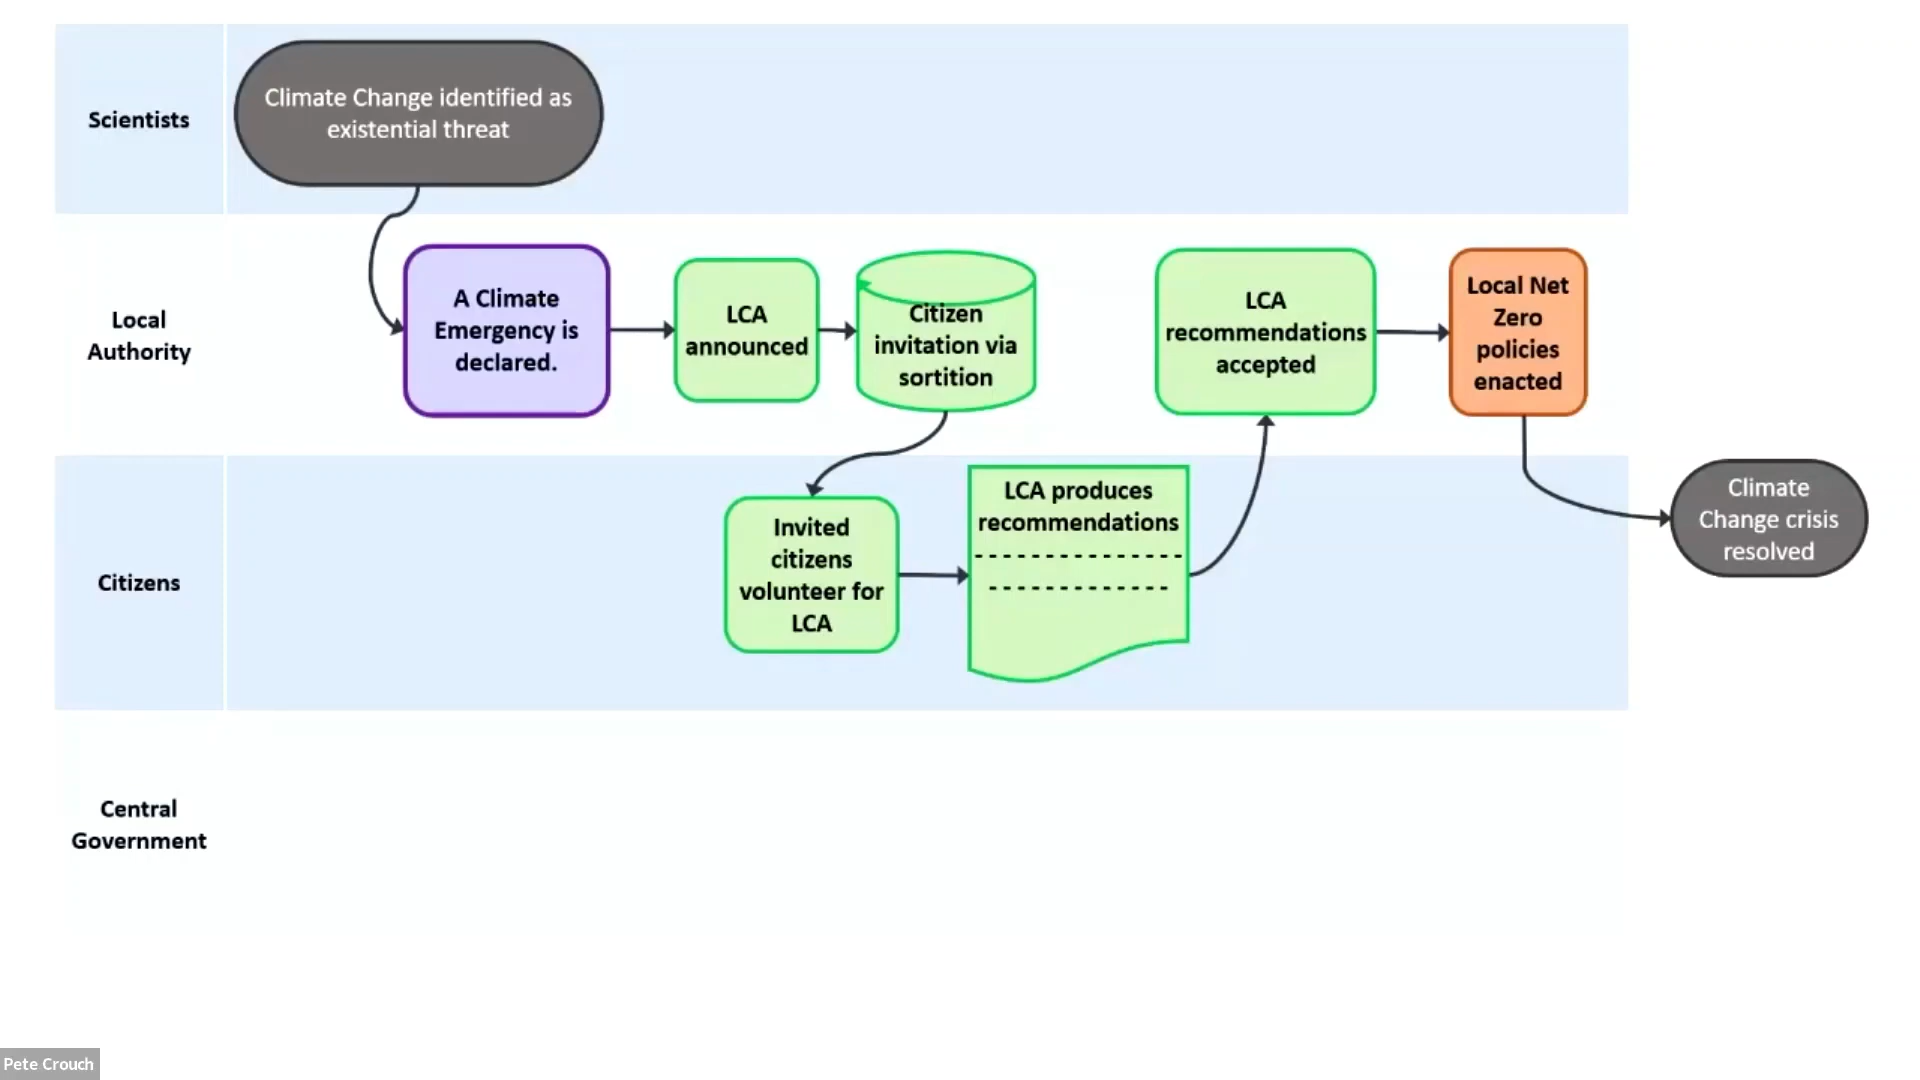 Scientists
Climate Change identified as
existential threat
Local
Authority
A Climate
Emergency is
declared.
LCA
announced
Citizen
invitation via
sortition
LCA
recommendations
accepted
Local Net
Zero
policies
enacted
Citizens
Invited
citizens
volunteer for
LCA
LCA produces
recommendations
Climate
Change crisis
resolved
Central
Government
Pete Crouch